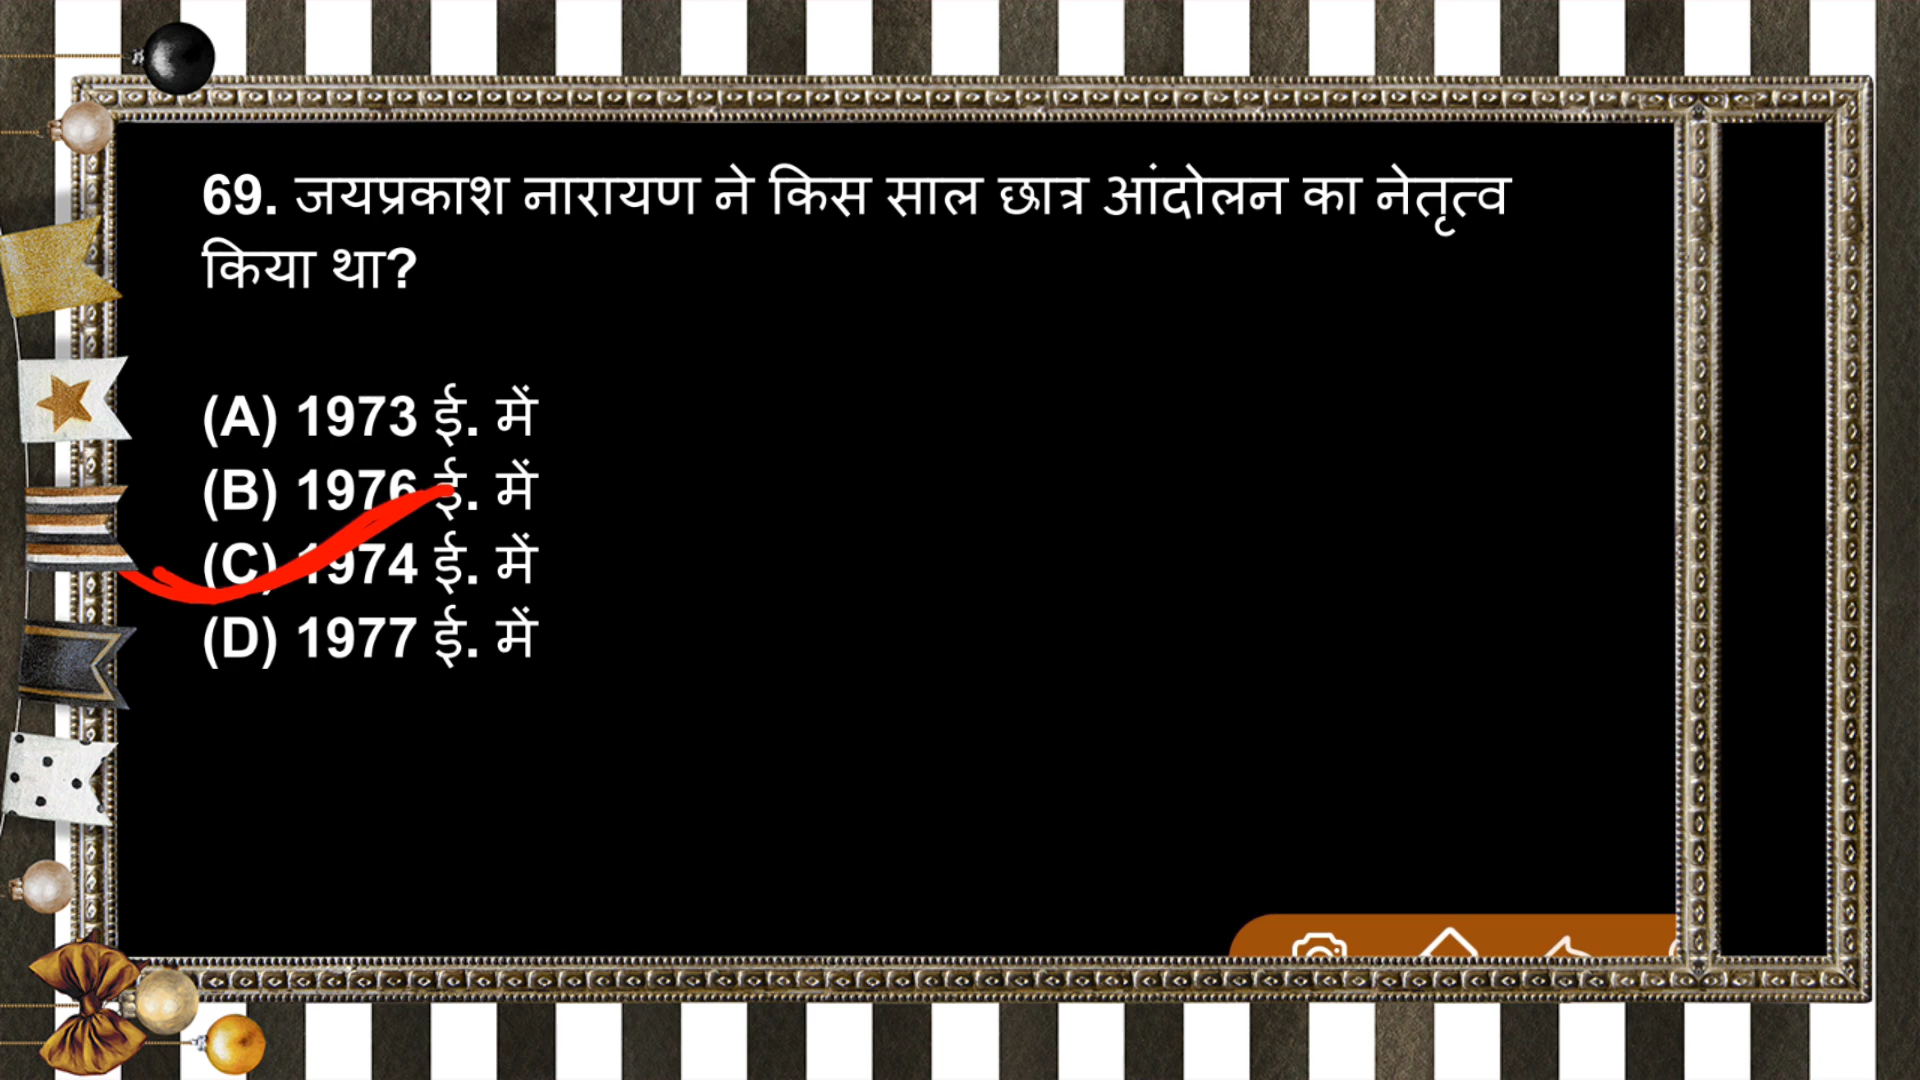 69. जयप्रकाश नारायण ने किस साल छात्र आंदोलन का नेतृत्व
किया था?
(A) 1973 ई. में
(B) 1976 ई. में
(C) 1974 ई. में
(D) 1977 ई. में